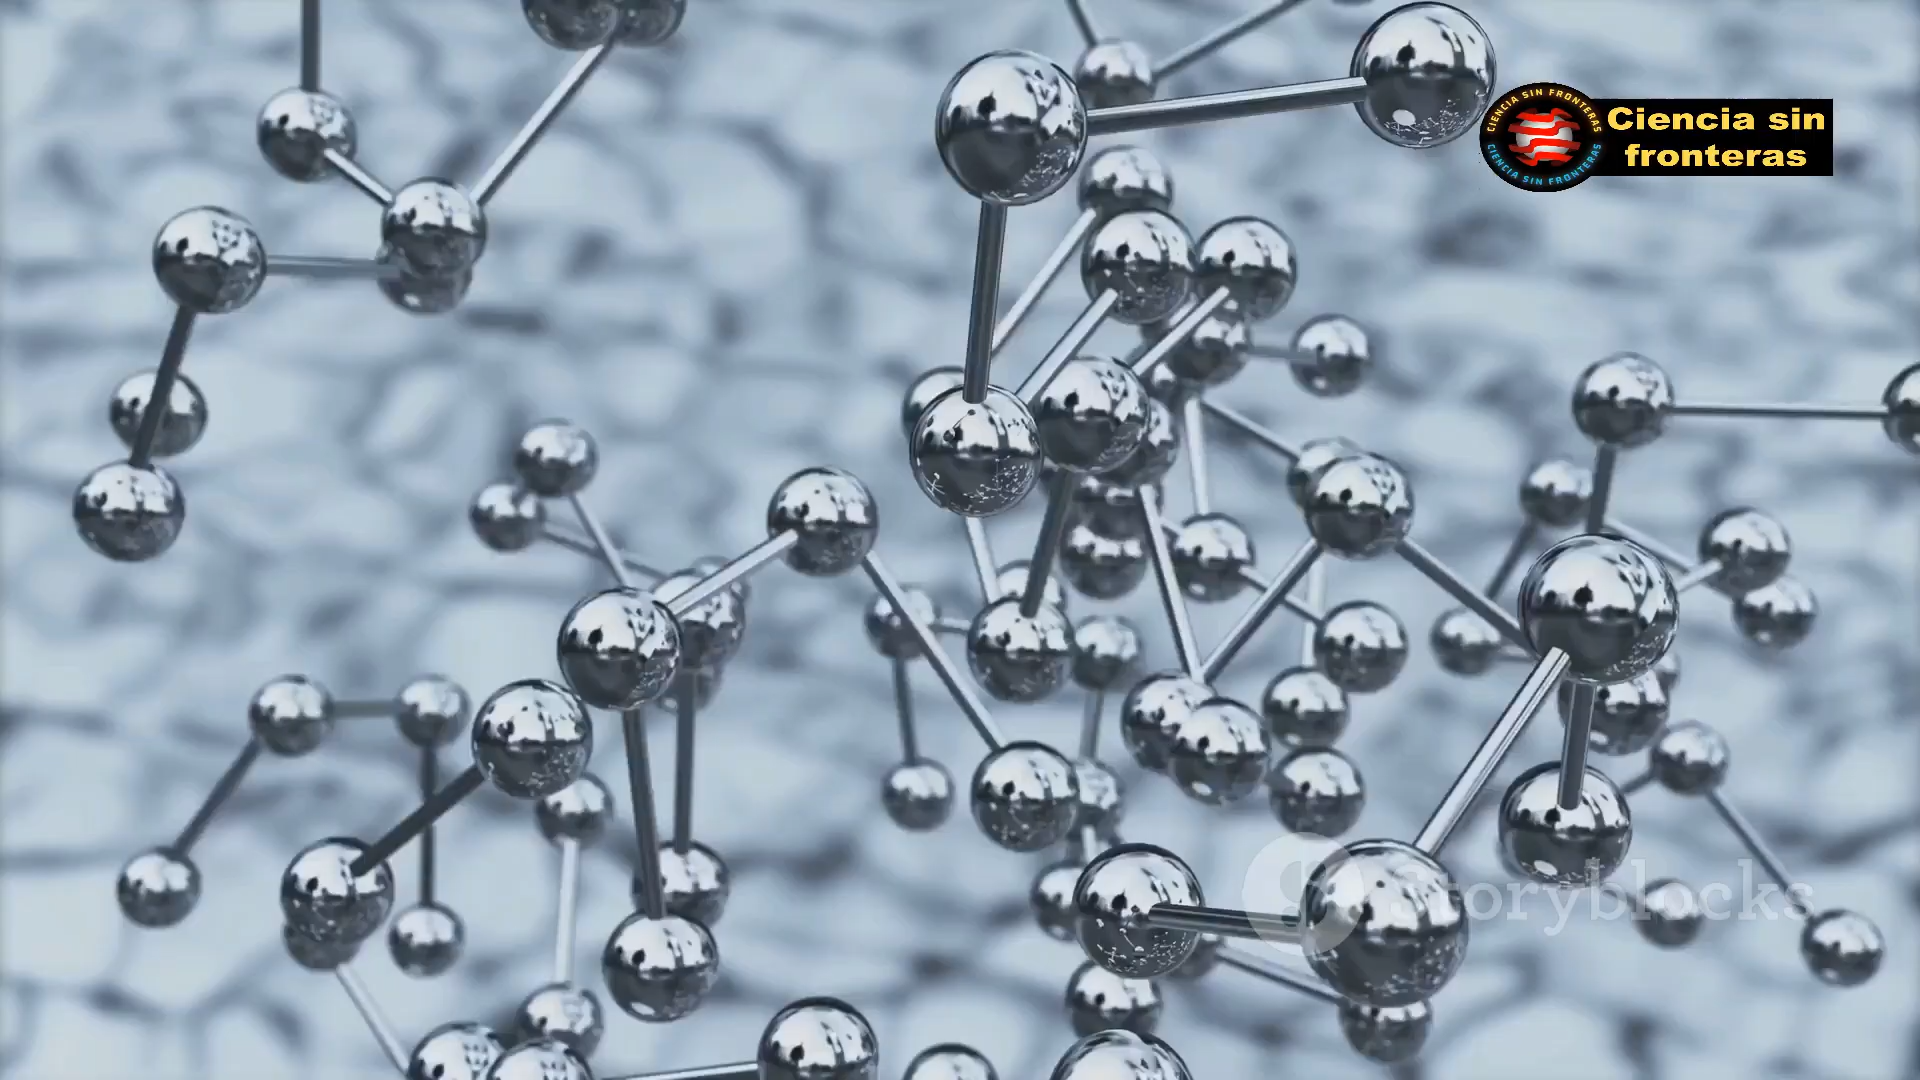 CIENCIA SIN FRONTERAS
CIENCIA SIN FRONTERAS
Ciencia sin
fronteras
Storyblocks